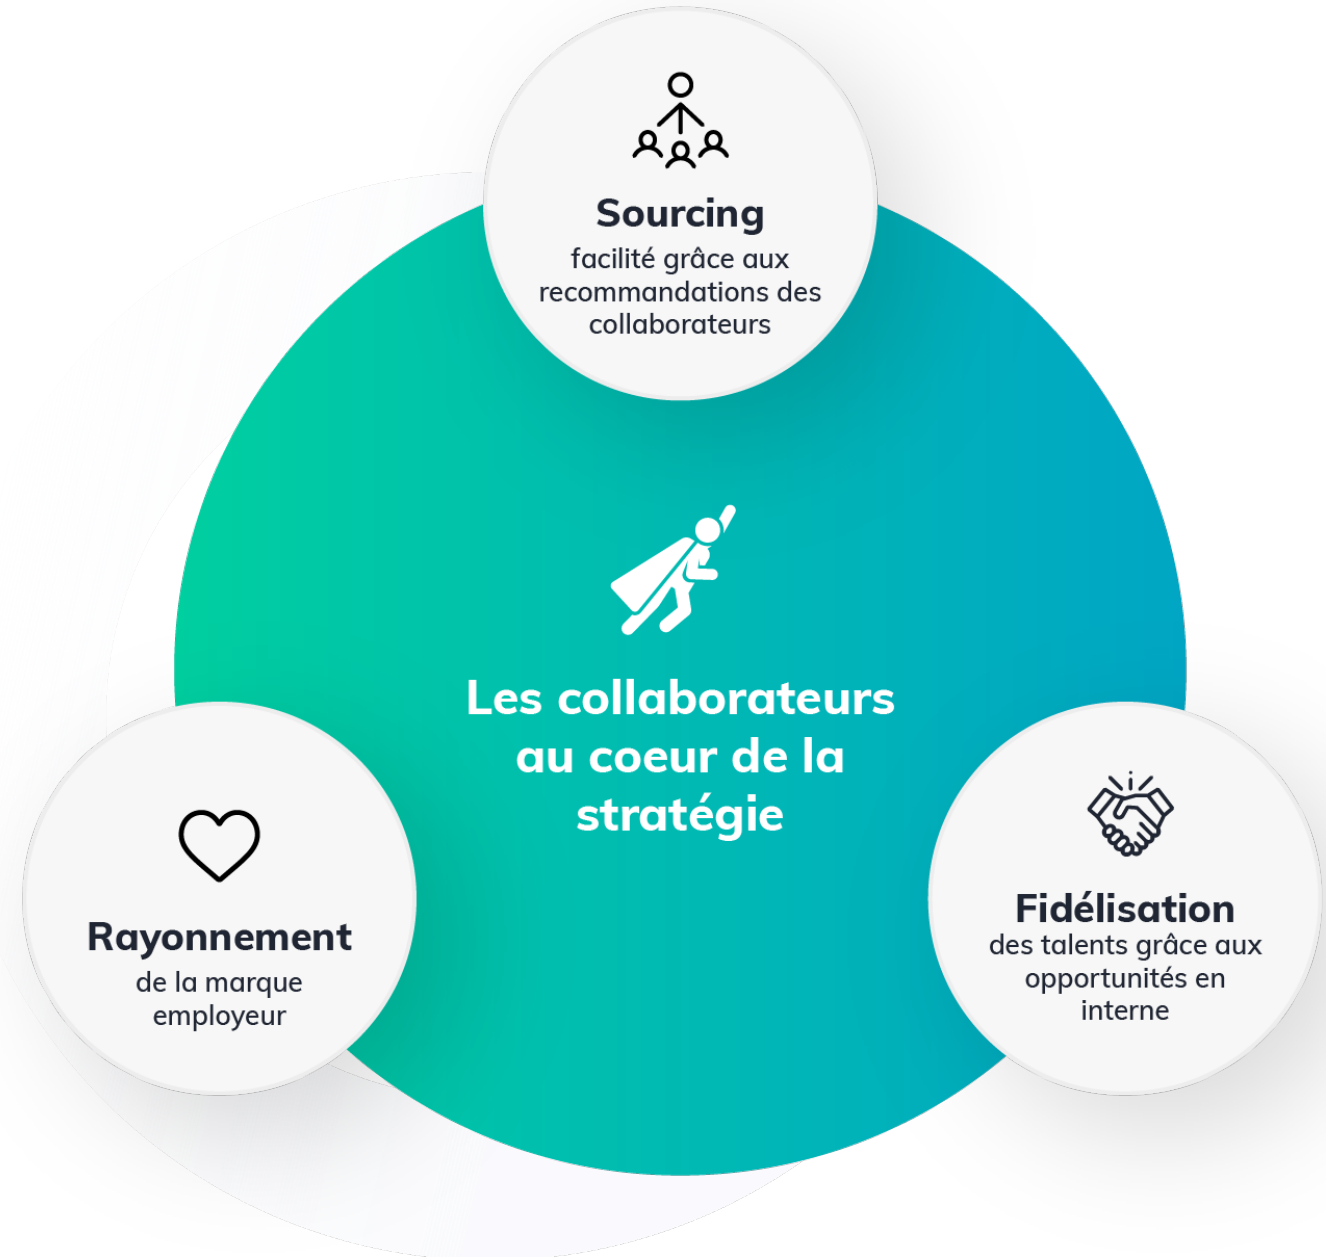 Sourcing
facilité grâce aux
recommandations des
collaborateurs
Les collaborateurs
au coeur de la
stratégie
Rayonnement
de la marque
employeur
Fidélisation
des talents grâce aux
opportunités en
interne